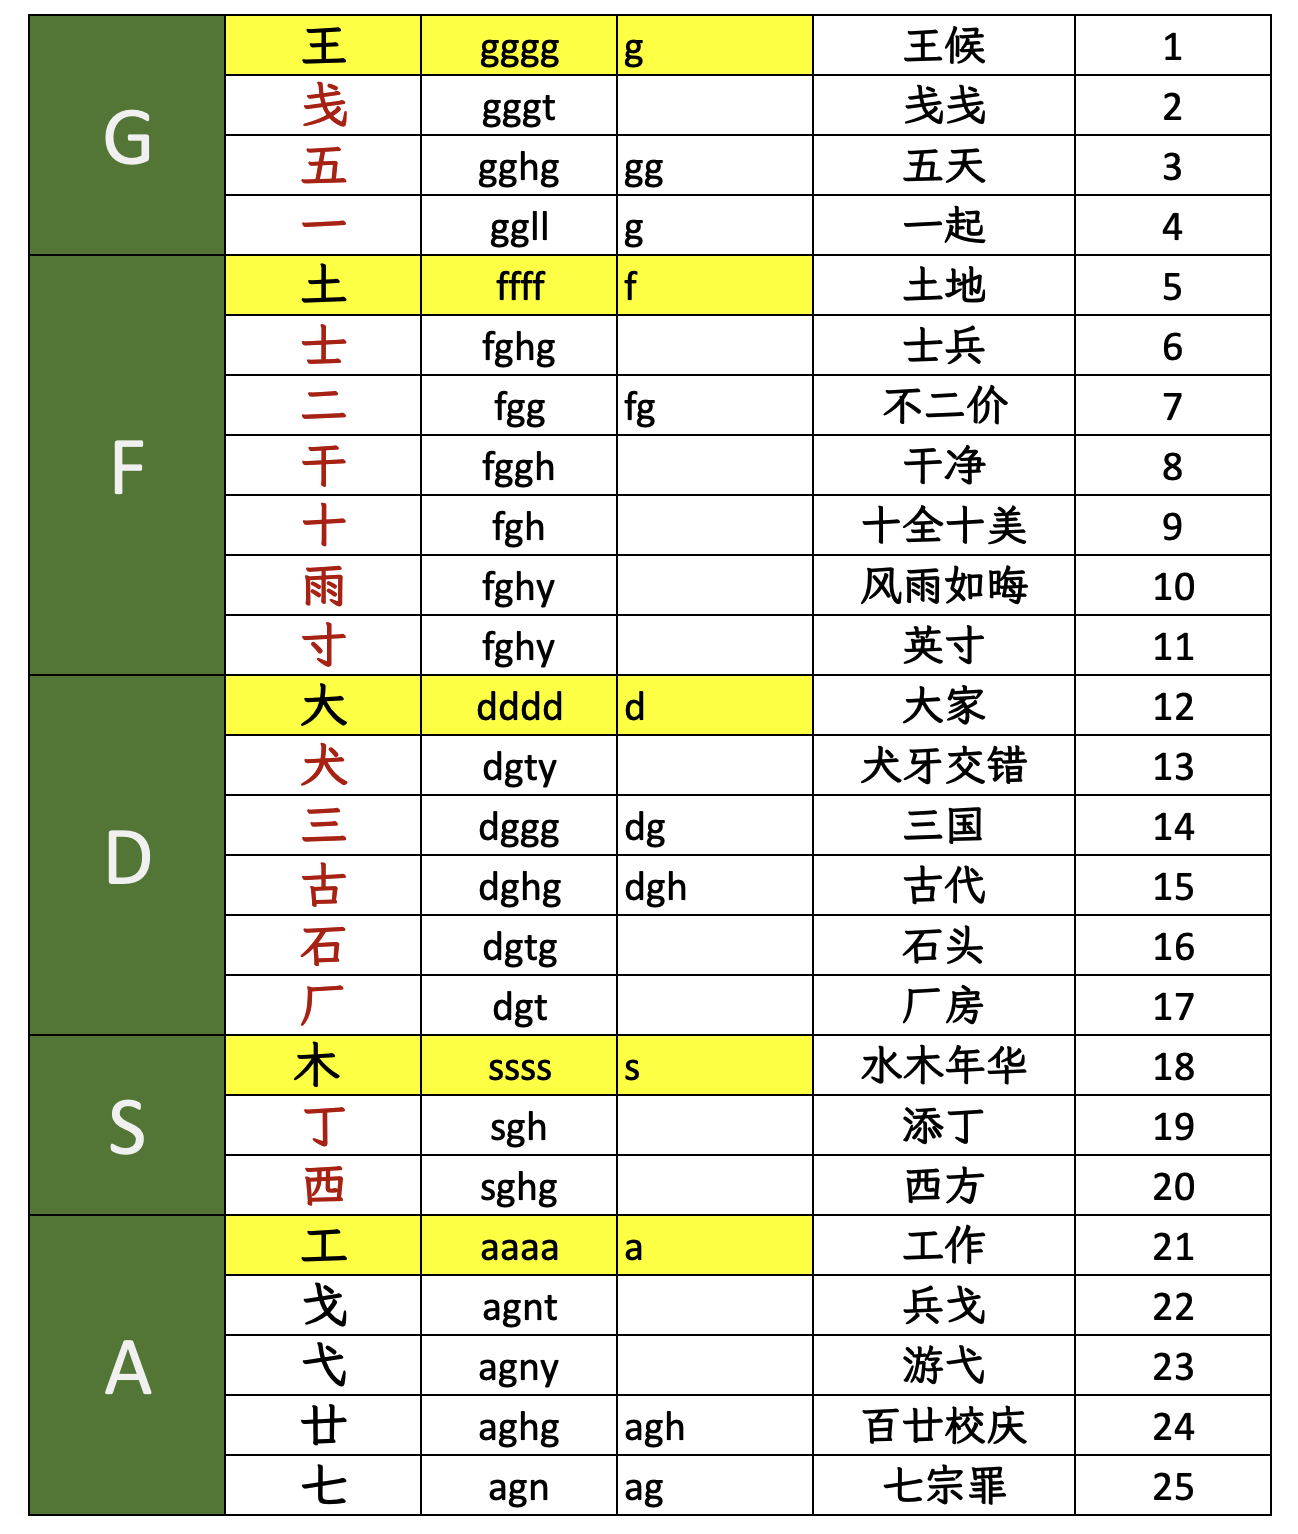 G
王 gggg g 王候 1
戋 gggt 戋戋 2
五 gghg gg 五天 3
一 ggll g 一起 4
F
土 ffff f 土地 5
士 fghg 士兵 6
二 fgg fg 不二价 7
干 fggh 干净 8
十 fgh 十全十美 9
雨 fghy 风雨如晦 10
寸 fghy 英寸 11
D
大 dddd d 大家 12
犬 dgty 犬牙交错 13
三 dggg dg 三国 14
古 dghg dgh 古代 15
石 dgtg 石头 16
厂 dgt 厂房 17
S
木 ssss s 水木年华 18
丁 sgh 添丁 19
西 sghg 西方 20
A
工 aaaa a 工作 21
戈 agnt 兵戈 22
弋 agny 游弋 23
廿 aghg agh 百廿校庆 24
七 agn ag 七宗罪 25